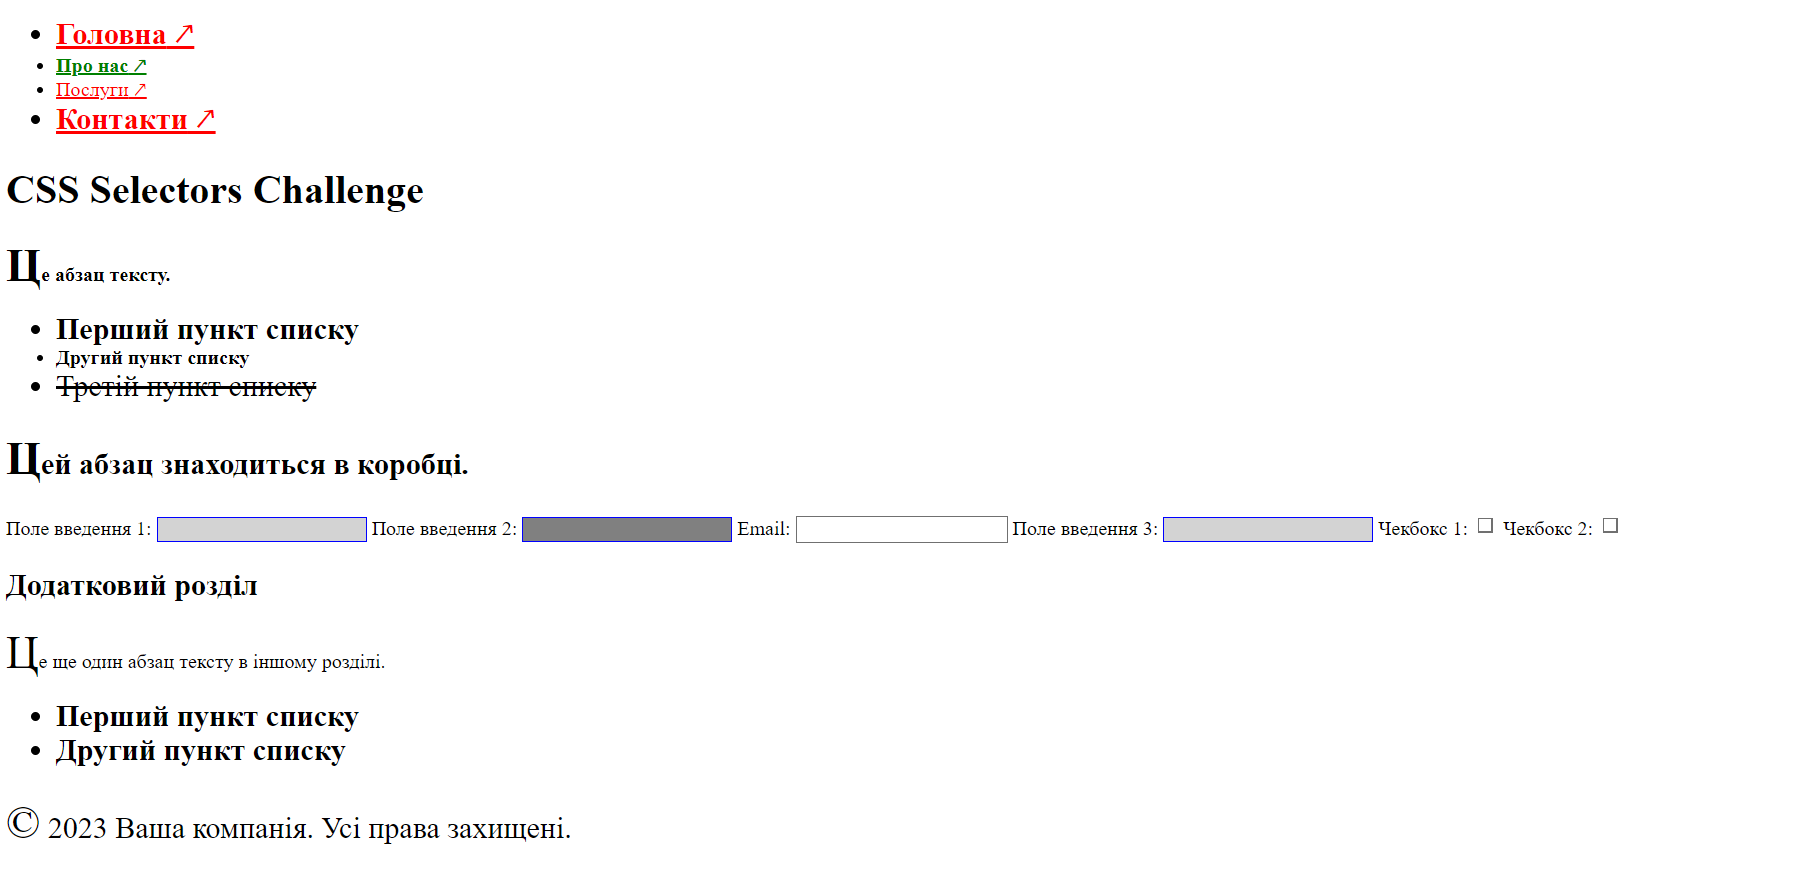 Головна ↗
Про нас ↗
Послуги ↗
Контакти ↗
CSS Selectors Challenge
Це абзац тексту.
Перший пункт списку
Другий пункт списку
Третій пункт списку
Цей абзац знаходиться в коробці.
Поле введення 1: Поле введення 2: Email: Поле введення 3: Чекбокс 1: Чекбокс 2:
Додатковий розділ
Це ще один абзац тексту в іншому розділі.
Перший пункт списку
Другий пункт списку
© 2023 Ваша компанія. Усі права захищені.